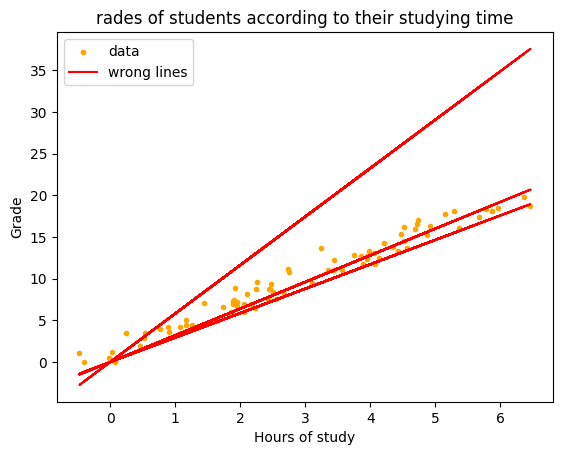 rades of students according to their studying time
data
wrong lines
35
30
25
20
15
10
5
0
Grade
0 1 2 3 4 5 6
Hours of study